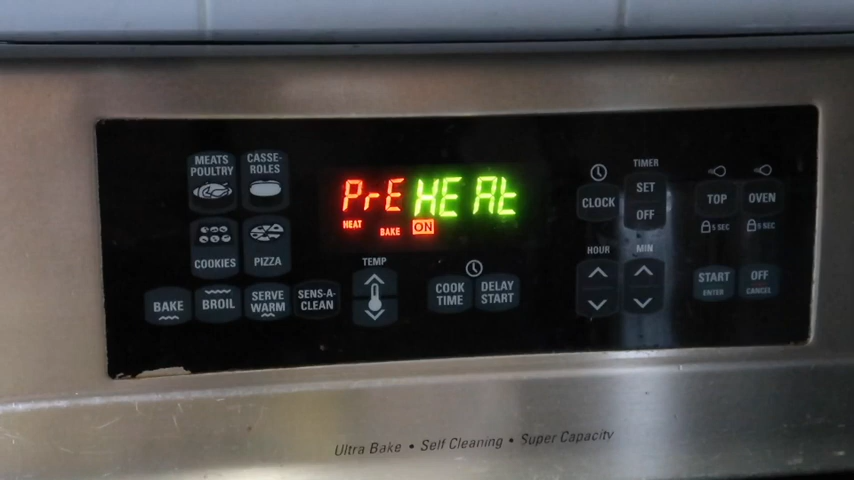 MEATS
POULTRY
CASSE-
ROLES
COOKIES
PIZZA
BAKE
BROIL
SERVE
WARM
SENS-A-
CLEAN
PrE HEAt
HEAT
BAKE
ON
TEMP
COOK
TIME
DELAY
START
CLOCK
TIMER
SET
OFF
HOUR
MIN
TOP
OVEN
5 SEC
5 SEC
START
ENTER
OFF
CANCEL
Ultra Bake • Self Cleaning • Super Capacity